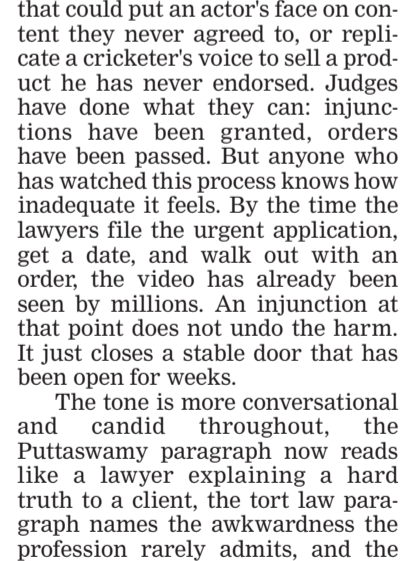 that could put an actor's face on con-
tent they never agreed to, or repli-
cate a cricketer's voice to sell a prod-
uct he has never endorsed. Judges
have done what they can: injunc-
tions have been granted, orders
have been passed. But anyone who
has watched this process knows how
inadequate it feels. By the time the
lawyers file the urgent application,
get a date, and walk out with an
order, the video has already been
seen by millions. An injunction at
that point does not undo the harm.
It just closes a stable door that has
been open for weeks.
The tone is more conversational
and candid throughout, the
Puttaswamy paragraph now reads
like a lawyer explaining a hard
truth to a client, the tort law para-
graph names the awkwardness the
profession rarely admits, and the